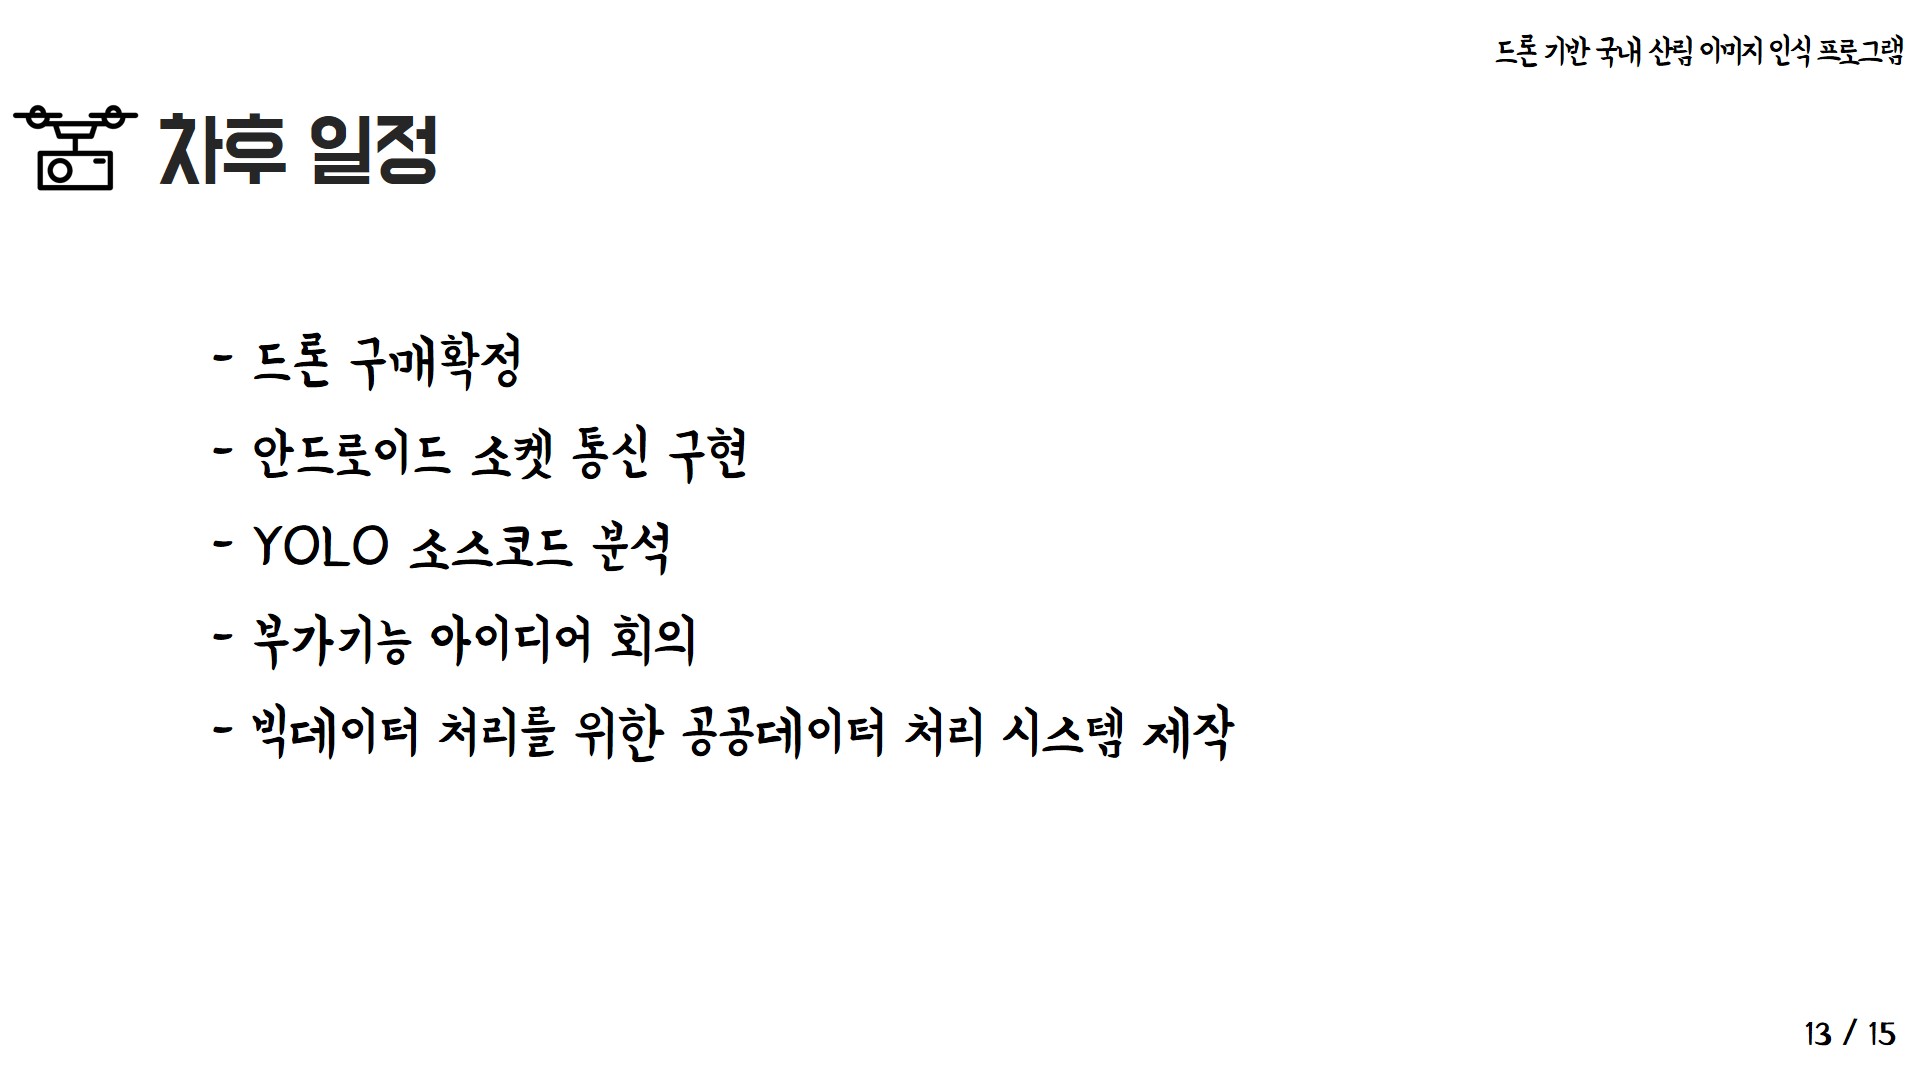 드론 기반 국내 산림 이미지 인식 프로그램
차후 일정
- 드론 구매확정
- 안드로이드 소켓 통신 구현
- YOLO 소스코드 분석
- 부가기능 아이디어 회의
- 빅데이터 처리를 위한 공공데이터 처리 시스템 제작
13 / 15